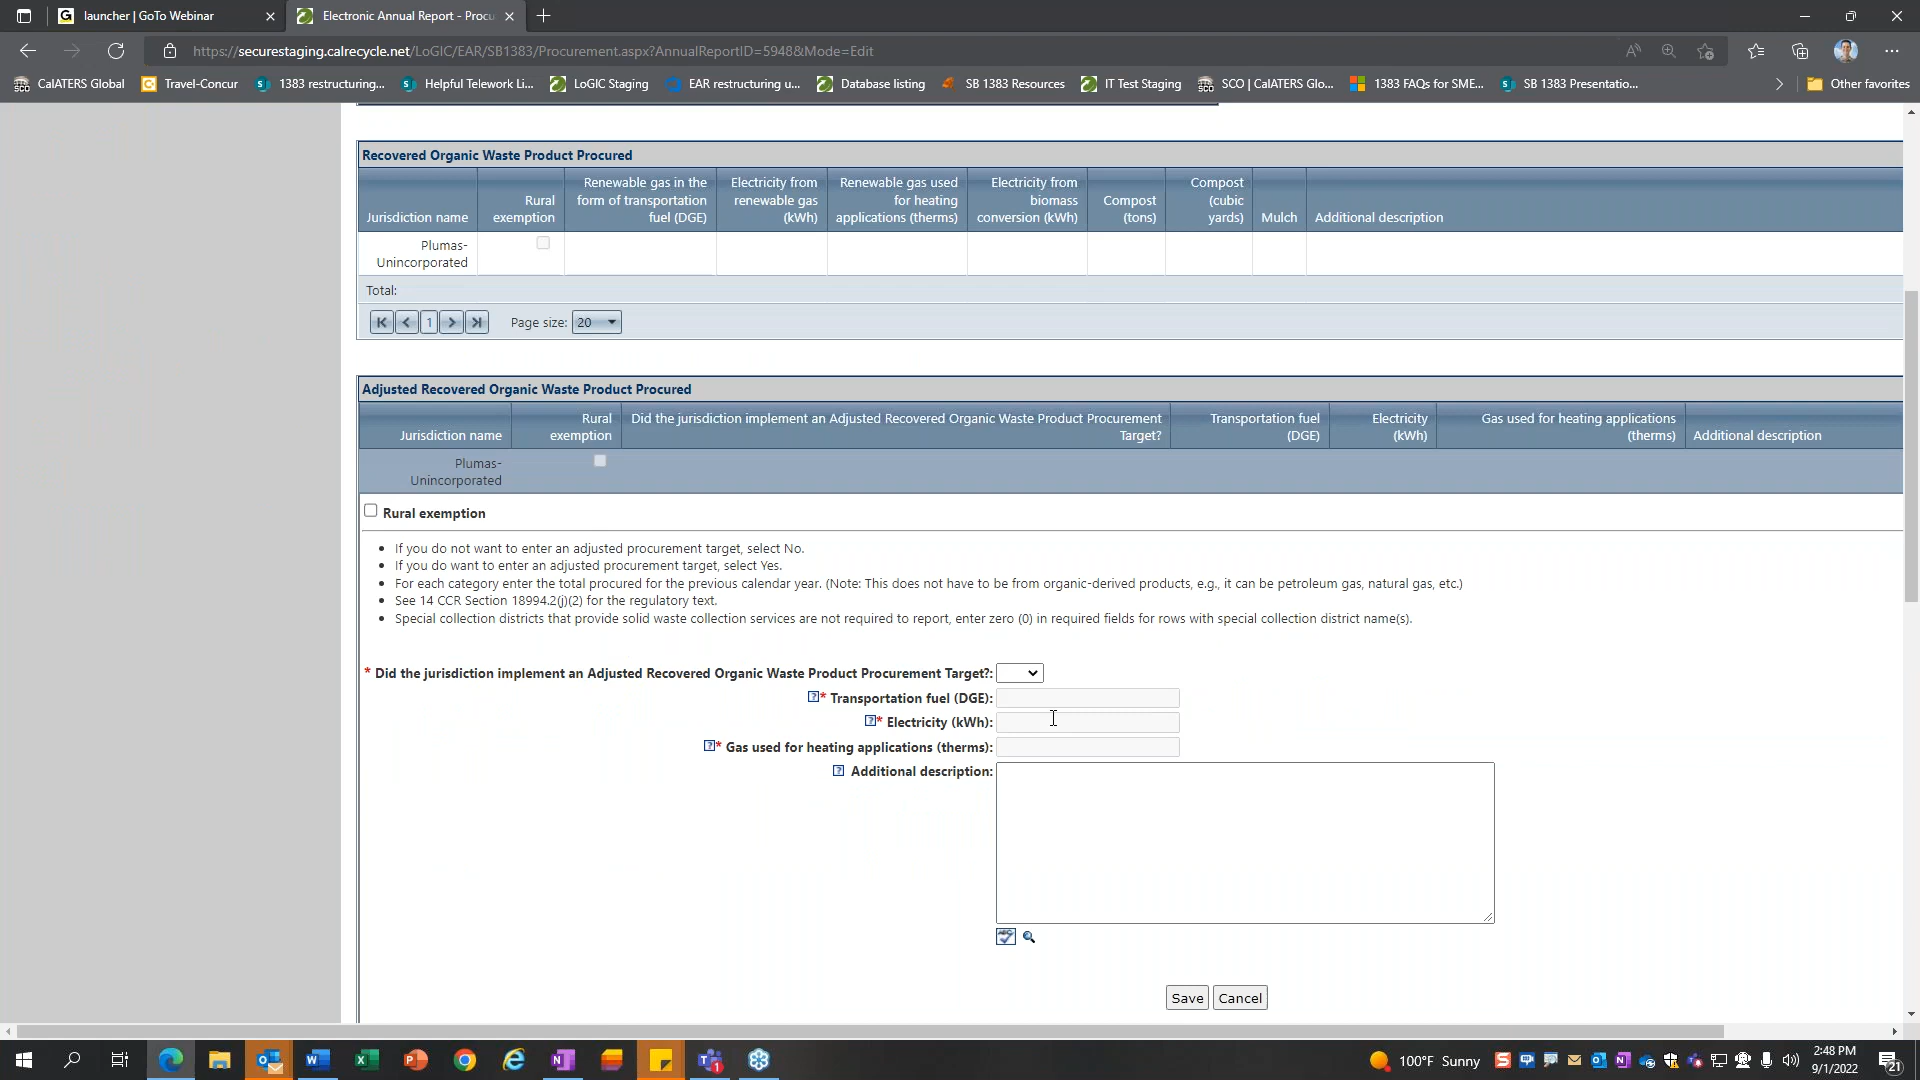 launcher | GoTo Webinar
Electronic Annual Report - Procu
https://securestaging.calrecycle.net/LoGIC/EAR/SB1383/Procurement.aspx?AnnualReportID=5948&Mode=Edit
CalATERS Global
Travel-Concur
1383 restructuring...
Helpful Telework Li...
LoGIC Staging
EAR restructuring u...
Database listing
SB 1383 Resources
IT Test Staging
SCO | CalATERS Glo...
1383 FAQs for SME...
SB 1383 Presentatio...
Other favorites
Recovered Organic Waste Product Procured
Jurisdiction name
Rural
exemption
Renewable gas in the
form of transportation
fuel (DGE)
Electricity from
renewable gas
(kWh)
Renewable gas used
for heating
applications (therms)
Electricity from
biomass
conversion (kWh)
Compost
(tons)
Compost
(cubic
yards)
Mulch
Additional description
Plumas-
Unincorporated
Total:
1
Page size: 20
Adjusted Recovered Organic Waste Product Procured
Jurisdiction name
Rural
exemption
Did the jurisdiction implement an Adjusted Recovered Organic Waste Product Procurement
Target?
Transportation fuel
(DGE)
Electricity
(kWh)
Gas used for heating applications
(therms)
Additional description
Plumas-
Unincorporated
Rural exemption
• If you do not want to enter an adjusted procurement target, select No.
• If you do want to enter an adjusted procurement target, select Yes.
• For each category enter the total procured for the previous calendar year. (Note: This does not have to be from organic-derived products, e.g., it can be petroleum gas, natural gas, etc.)
• See 14 CCR Section 18994.2(j)(2) for the regulatory text.
• Special collection districts that provide solid waste collection services are not required to report, enter zero (0) in required fields for rows with special collection district name(s).
* Did the jurisdiction implement an Adjusted Recovered Organic Waste Product Procurement Target?:
?* Transportation fuel (DGE):
?* Electricity (kWh):
?* Gas used for heating applications (therms):
? Additional description:
Save
Cancel
100°F Sunny
2:48 PM
9/1/2022
21